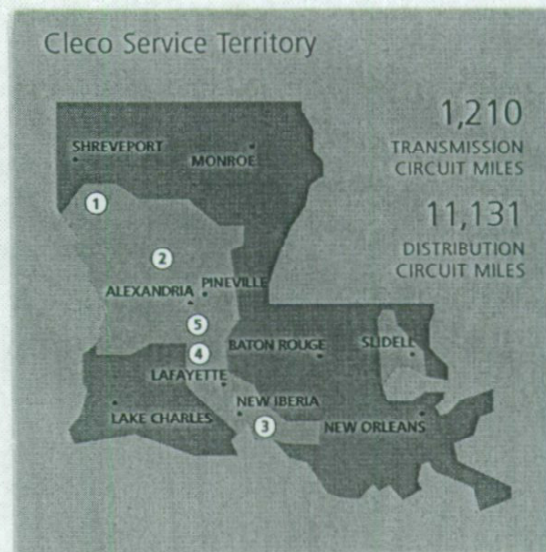 Cleco Service Territory
1,210
TRANSMISSION
CIRCUIT MILES
11,131
DISTRIBUTION
CIRCUIT MILES
SHREVEPORT
MONROE
1
2
ALEXANDRIA
PINEVILLE
5
4
BATON ROUGE
SLIDELL
LAFAYETTE
LAKE CHARLES
NEW IBERIA
3
NEW ORLEANS